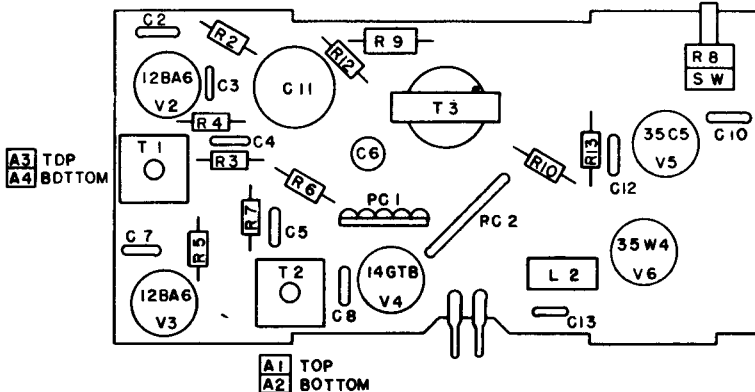 C2
R2
R12
R9
R8
SW
12BA6
V2
C3
C11
T3
R4
C4
T1
R3
C6
R10
R13
C12
35C5
V5
C10
A3 TOP
A4 BOTTOM
R6
PC1
RC2
R7
C5
C7
R5
T2
C8
14GT8
V4
L2
35W4
V6
C13
12BA6
V3
A1 TOP
A2 BOTTOM